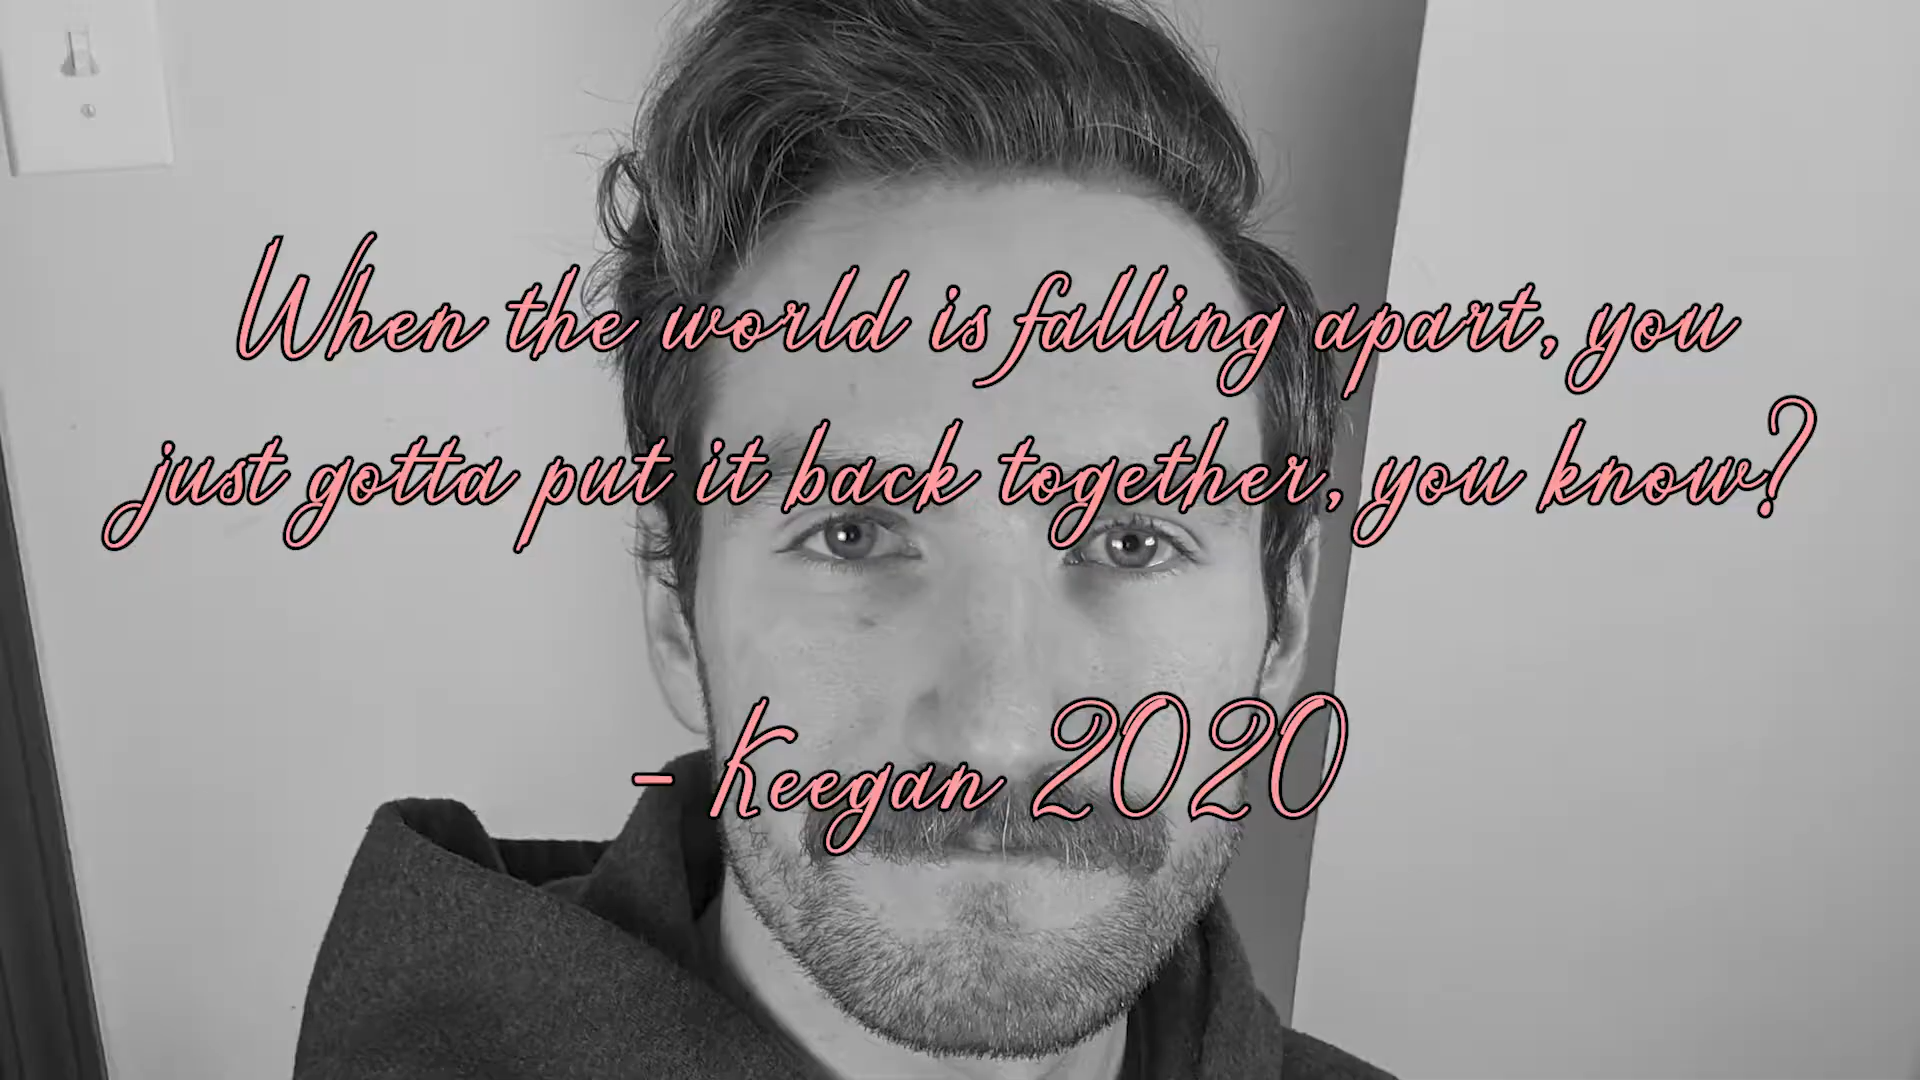 When the world is falling apart, you
just gotta put it back together, you know?
- Keegan 2020